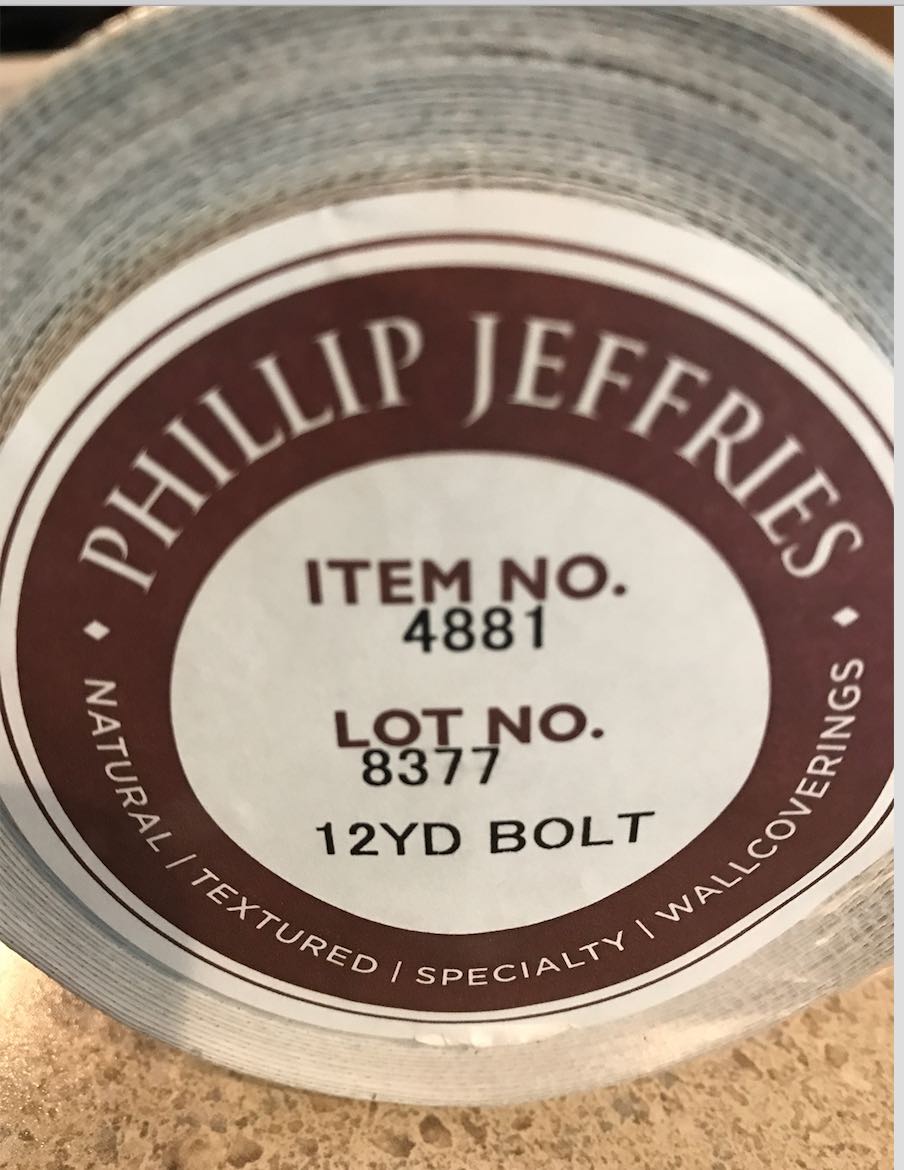 PHILLIP JEFFRIES
ITEM NO.
4881
LOT NO.
8377
12YD BOLT
NATURAL | TEXTURED | SPECIALTY | WALLCOVERINGS